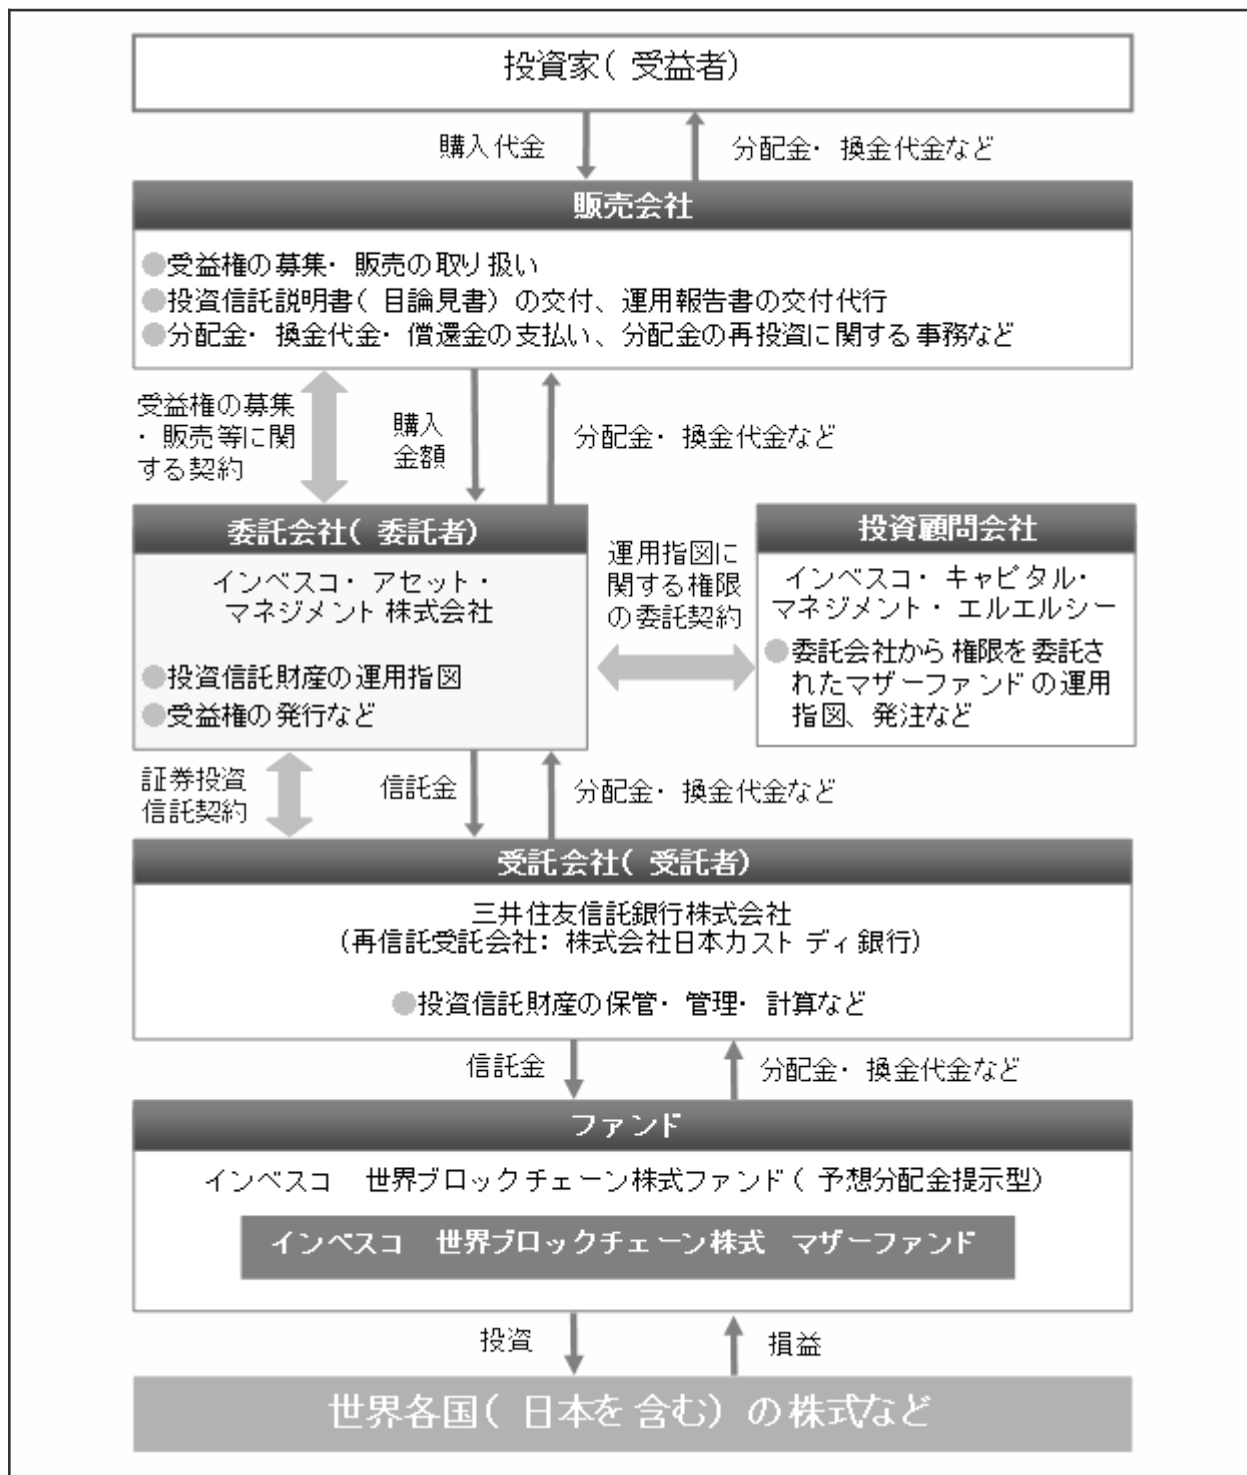 投資家(受益者)
購入代金
分配金・換金代金など
販売会社
●受益権の募集・販売の取り扱い
●投資信託説明書(目論見書)の交付、運用報告書の交付代行
●分配金・換金代金・償還金の支払い、分配金の再投資に関する事務など
受益権の募集
・販売等に関
する契約
購入
金額
分配金・換金代金など
委託会社(委託者)
インベスコ・アセット・
マネジメント株式会社
●投資信託財産の運用指図
●受益権の発行など
運用指図に
関する権限
の委託契約
投資顧問会社
インベスコ・キャピタル・
マネジメント・エルエルシー
●委託会社から権限を委託さ
れたマザーファンドの運用
指図、発注など
証券投資
信託契約
信託金
分配金・換金代金など
受託会社(受託者)
三井住友信託銀行株式会社
(再信託受託会社:株式会社日本カストディ銀行)
●投資信託財産の保管・管理・計算など
信託金
分配金・換金代金など
ファンド
インベスコ 世界ブロックチェーン株式ファンド(予想分配金提示型)
インベスコ 世界ブロックチェーン株式 マザーファンド
投資
損益
世界各国(日本を含む)の株式など